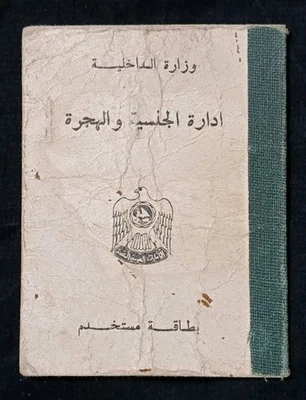 وزارة الداخلية
ادارة الجنسية والهجرة
بطاقة مستخدم